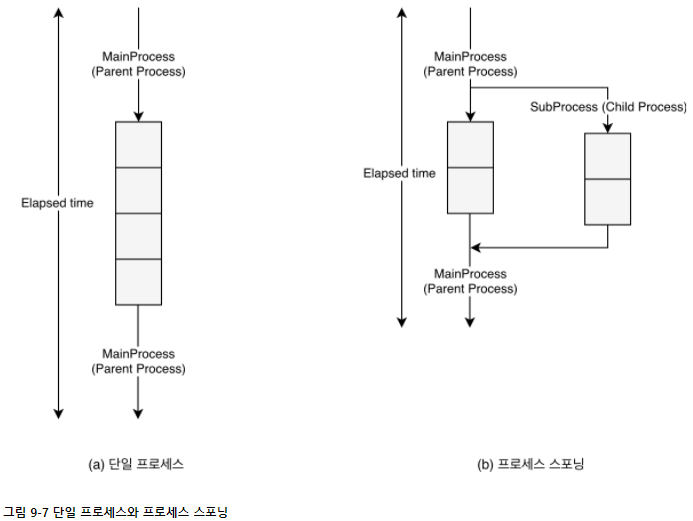 MainProcess
(Parent Process)
Elapsed time
MainProcess
(Parent Process)
(a) 단일 프로세스
MainProcess
(Parent Process)
SubProcess (Child Process)
Elapsed time
MainProcess
(Parent Process)
(b) 프로세스 스포닝
그림 9-7 단일 프로세스와 프로세스 스포닝